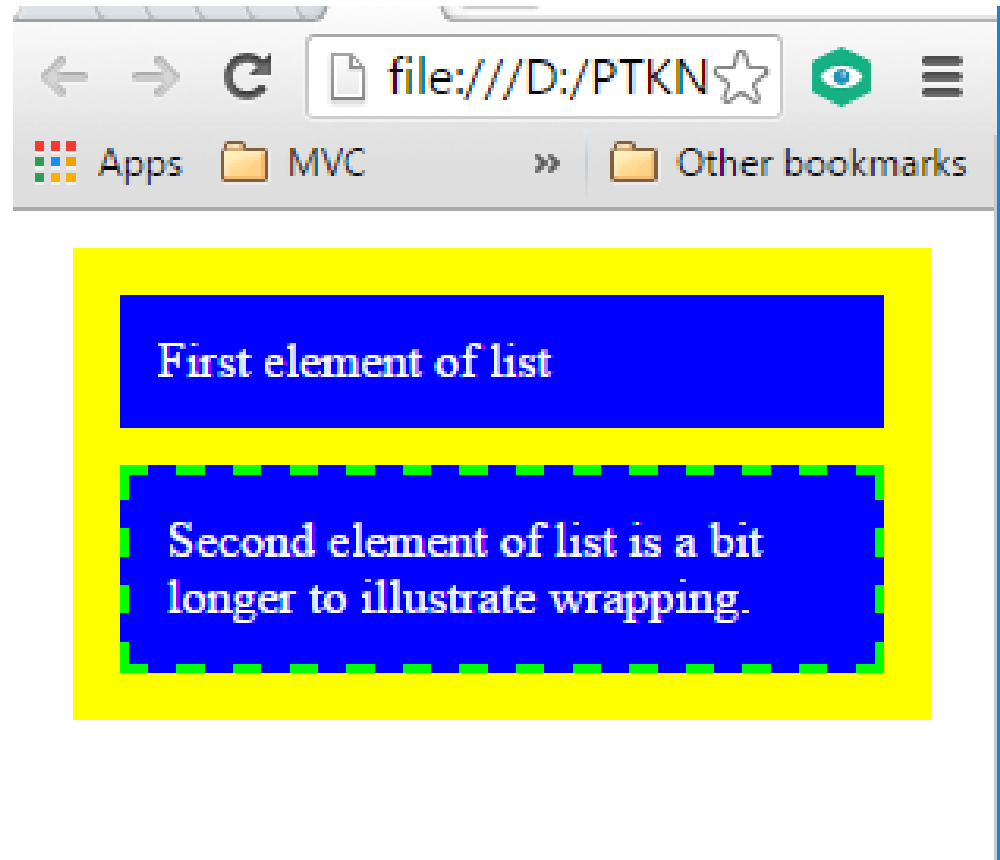 file:///D:/PTKN
Apps MVC » Other bookmarks
First element of list
Second element of list is a bit
longer to illustrate wrapping.